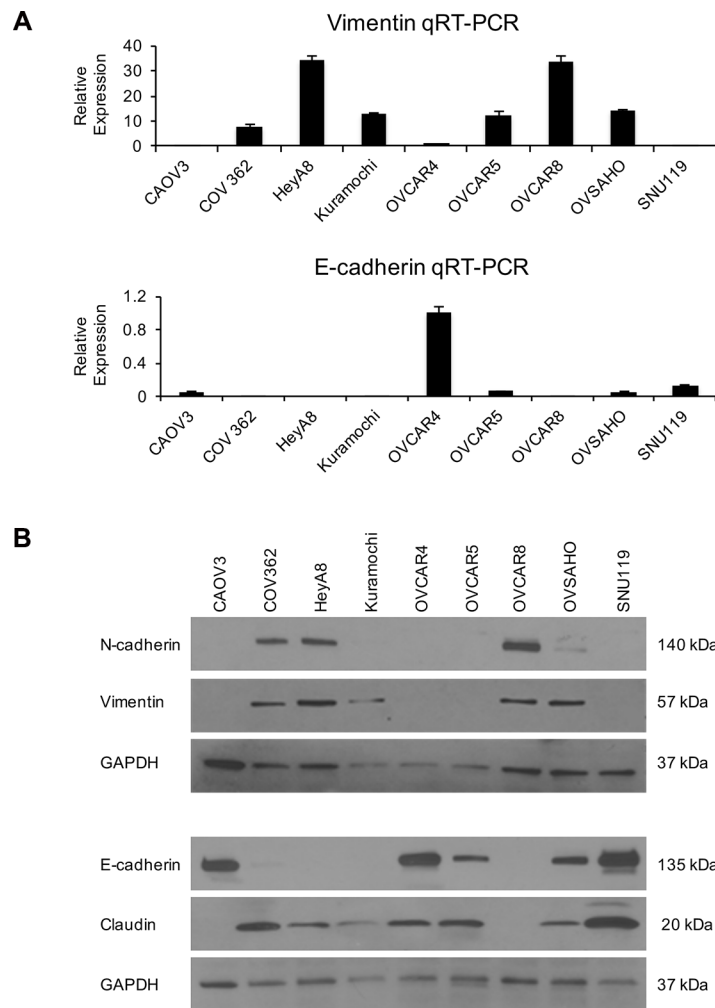 A
Vimentin qRT-PCR
Relative
Expression
40
30
20
10
0
CAOV3
COV 362
HeyA8
Kuramochi
OVCAR4
OVCAR5
OVCAR8
OVSAHO
SNU119
E-cadherin qRT-PCR
Relative
Expression
1.2
0.8
0.4
0
CAOV3
COV 362
HeyA8
Kuramochi
OVCAR4
OVCAR5
OVCAR8
OVSAHO
SNU119
B
CAOV3
COV362
HeyA8
Kuramochi
OVCAR4
OVCAR5
OVCAR8
OVSAHO
SNU119
N-cadherin 140 kDa
Vimentin 57 kDa
GAPDH 37 kDa
E-cadherin 135 kDa
Claudin 20 kDa
GAPDH 37 kDa